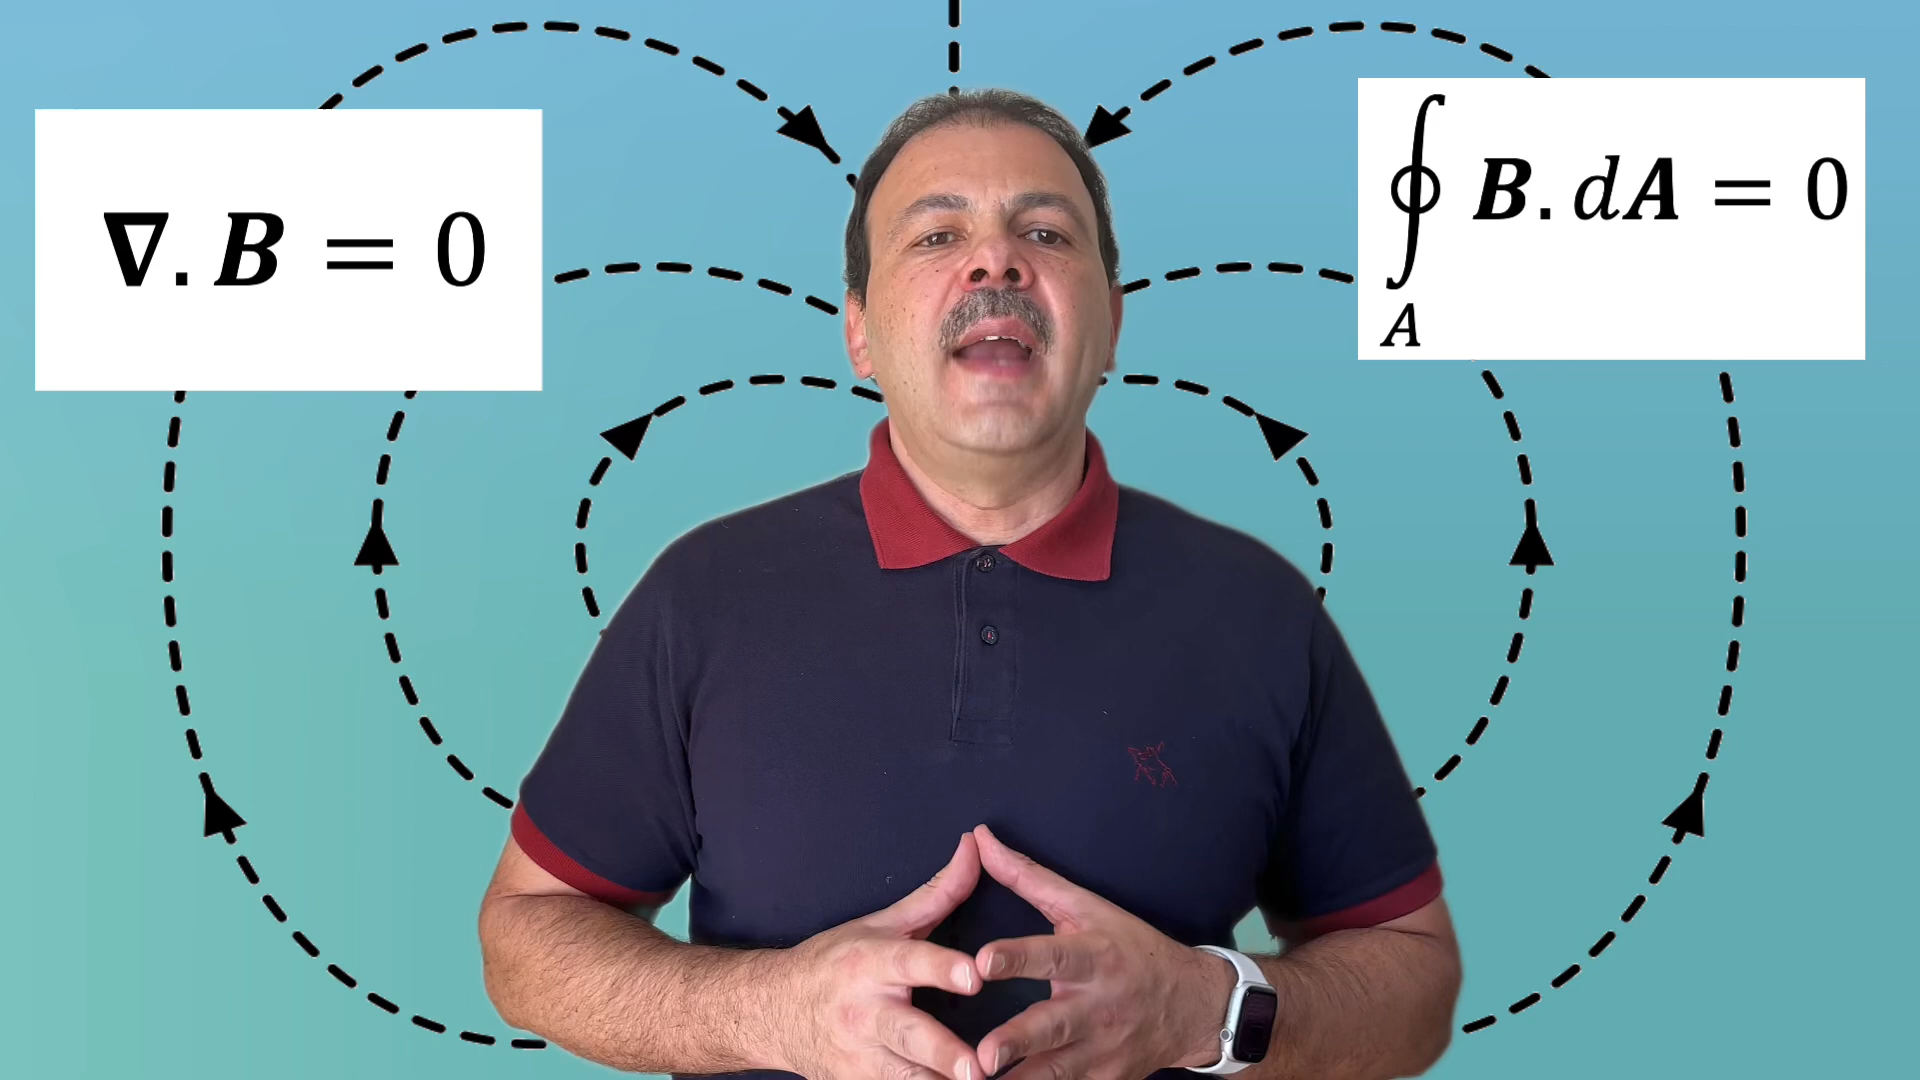 ∇. B = 0
∮ B. dA = 0
A